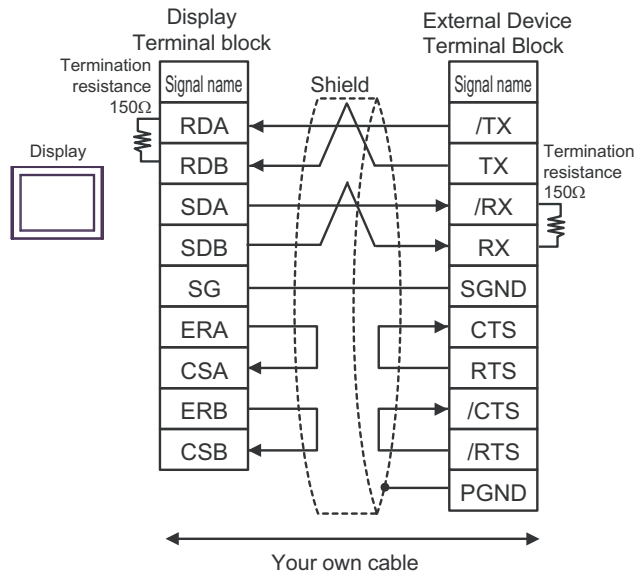 Display
Terminal block
External Device
Terminal Block
Termination
resistance
150Ω
Signal name
Shield
Signal name
RDA
/TX
Display
RDB
TX
Termination
resistance
150Ω
SDA
/RX
SDB
RX
SG
SGND
ERA
CTS
CSA
RTS
ERB
/CTS
CSB
/RTS
PGND
Your own cable